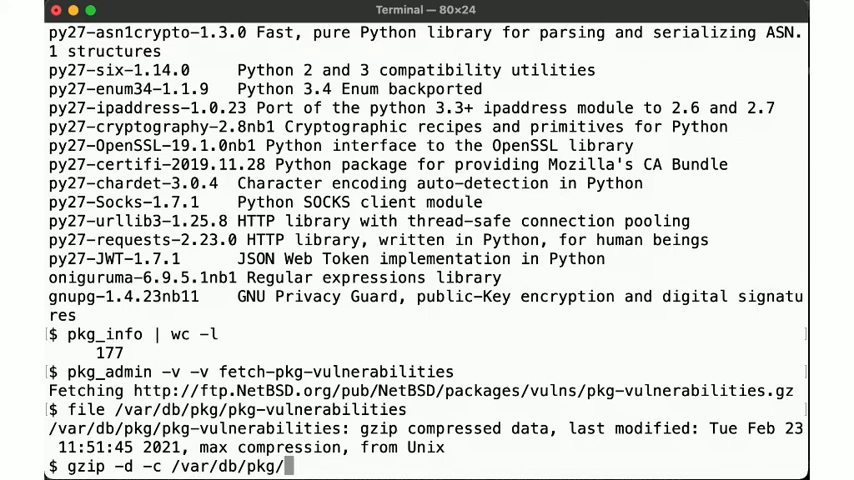 Terminal — 80×24
py27-asn1crypto-1.3.0 Fast, pure Python library for parsing and serializing ASN.
1 structures
py27-six-1.14.0     Python 2 and 3 compatibility utilities
py27-enum34-1.1.9   Python 3.4 Enum backported
py27-ipaddress-1.0.23 Port of the python 3.3+ ipaddress module to 2.6 and 2.7
py27-cryptography-2.8nb1 Cryptographic recipes and primitives for Python
py27-OpenSSL-19.1.0nb1 Python interface to the OpenSSL library
py27-certifi-2019.11.28 Python package for providing Mozilla's CA Bundle
py27-chardet-3.0.4  Character encoding auto-detection in Python
py27-Socks-1.7.1    Python SOCKS client module
py27-urllib3-1.25.8 HTTP library with thread-safe connection pooling
py27-requests-2.23.0 HTTP library, written in Python, for human beings
py27-JWT-1.7.1      JSON Web Token implementation in Python
oniguruma-6.9.5.1nb1 Regular expressions library
gnupg-1.4.23nb11    GNU Privacy Guard, public-Key encryption and digital signatu
res
$ pkg_info | wc -l
177
$ pkg_admin -v -v fetch-pkg-vulnerabilities
Fetching http://ftp.NetBSD.org/pub/NetBSD/packages/vulns/pkg-vulnerabilities.gz
$ file /var/db/pkg/pkg-vulnerabilities
/var/db/pkg/pkg-vulnerabilities: gzip compressed data, last modified: Tue Feb 23
11:51:45 2021, max compression, from Unix
$ gzip -d -c /var/db/pkg/